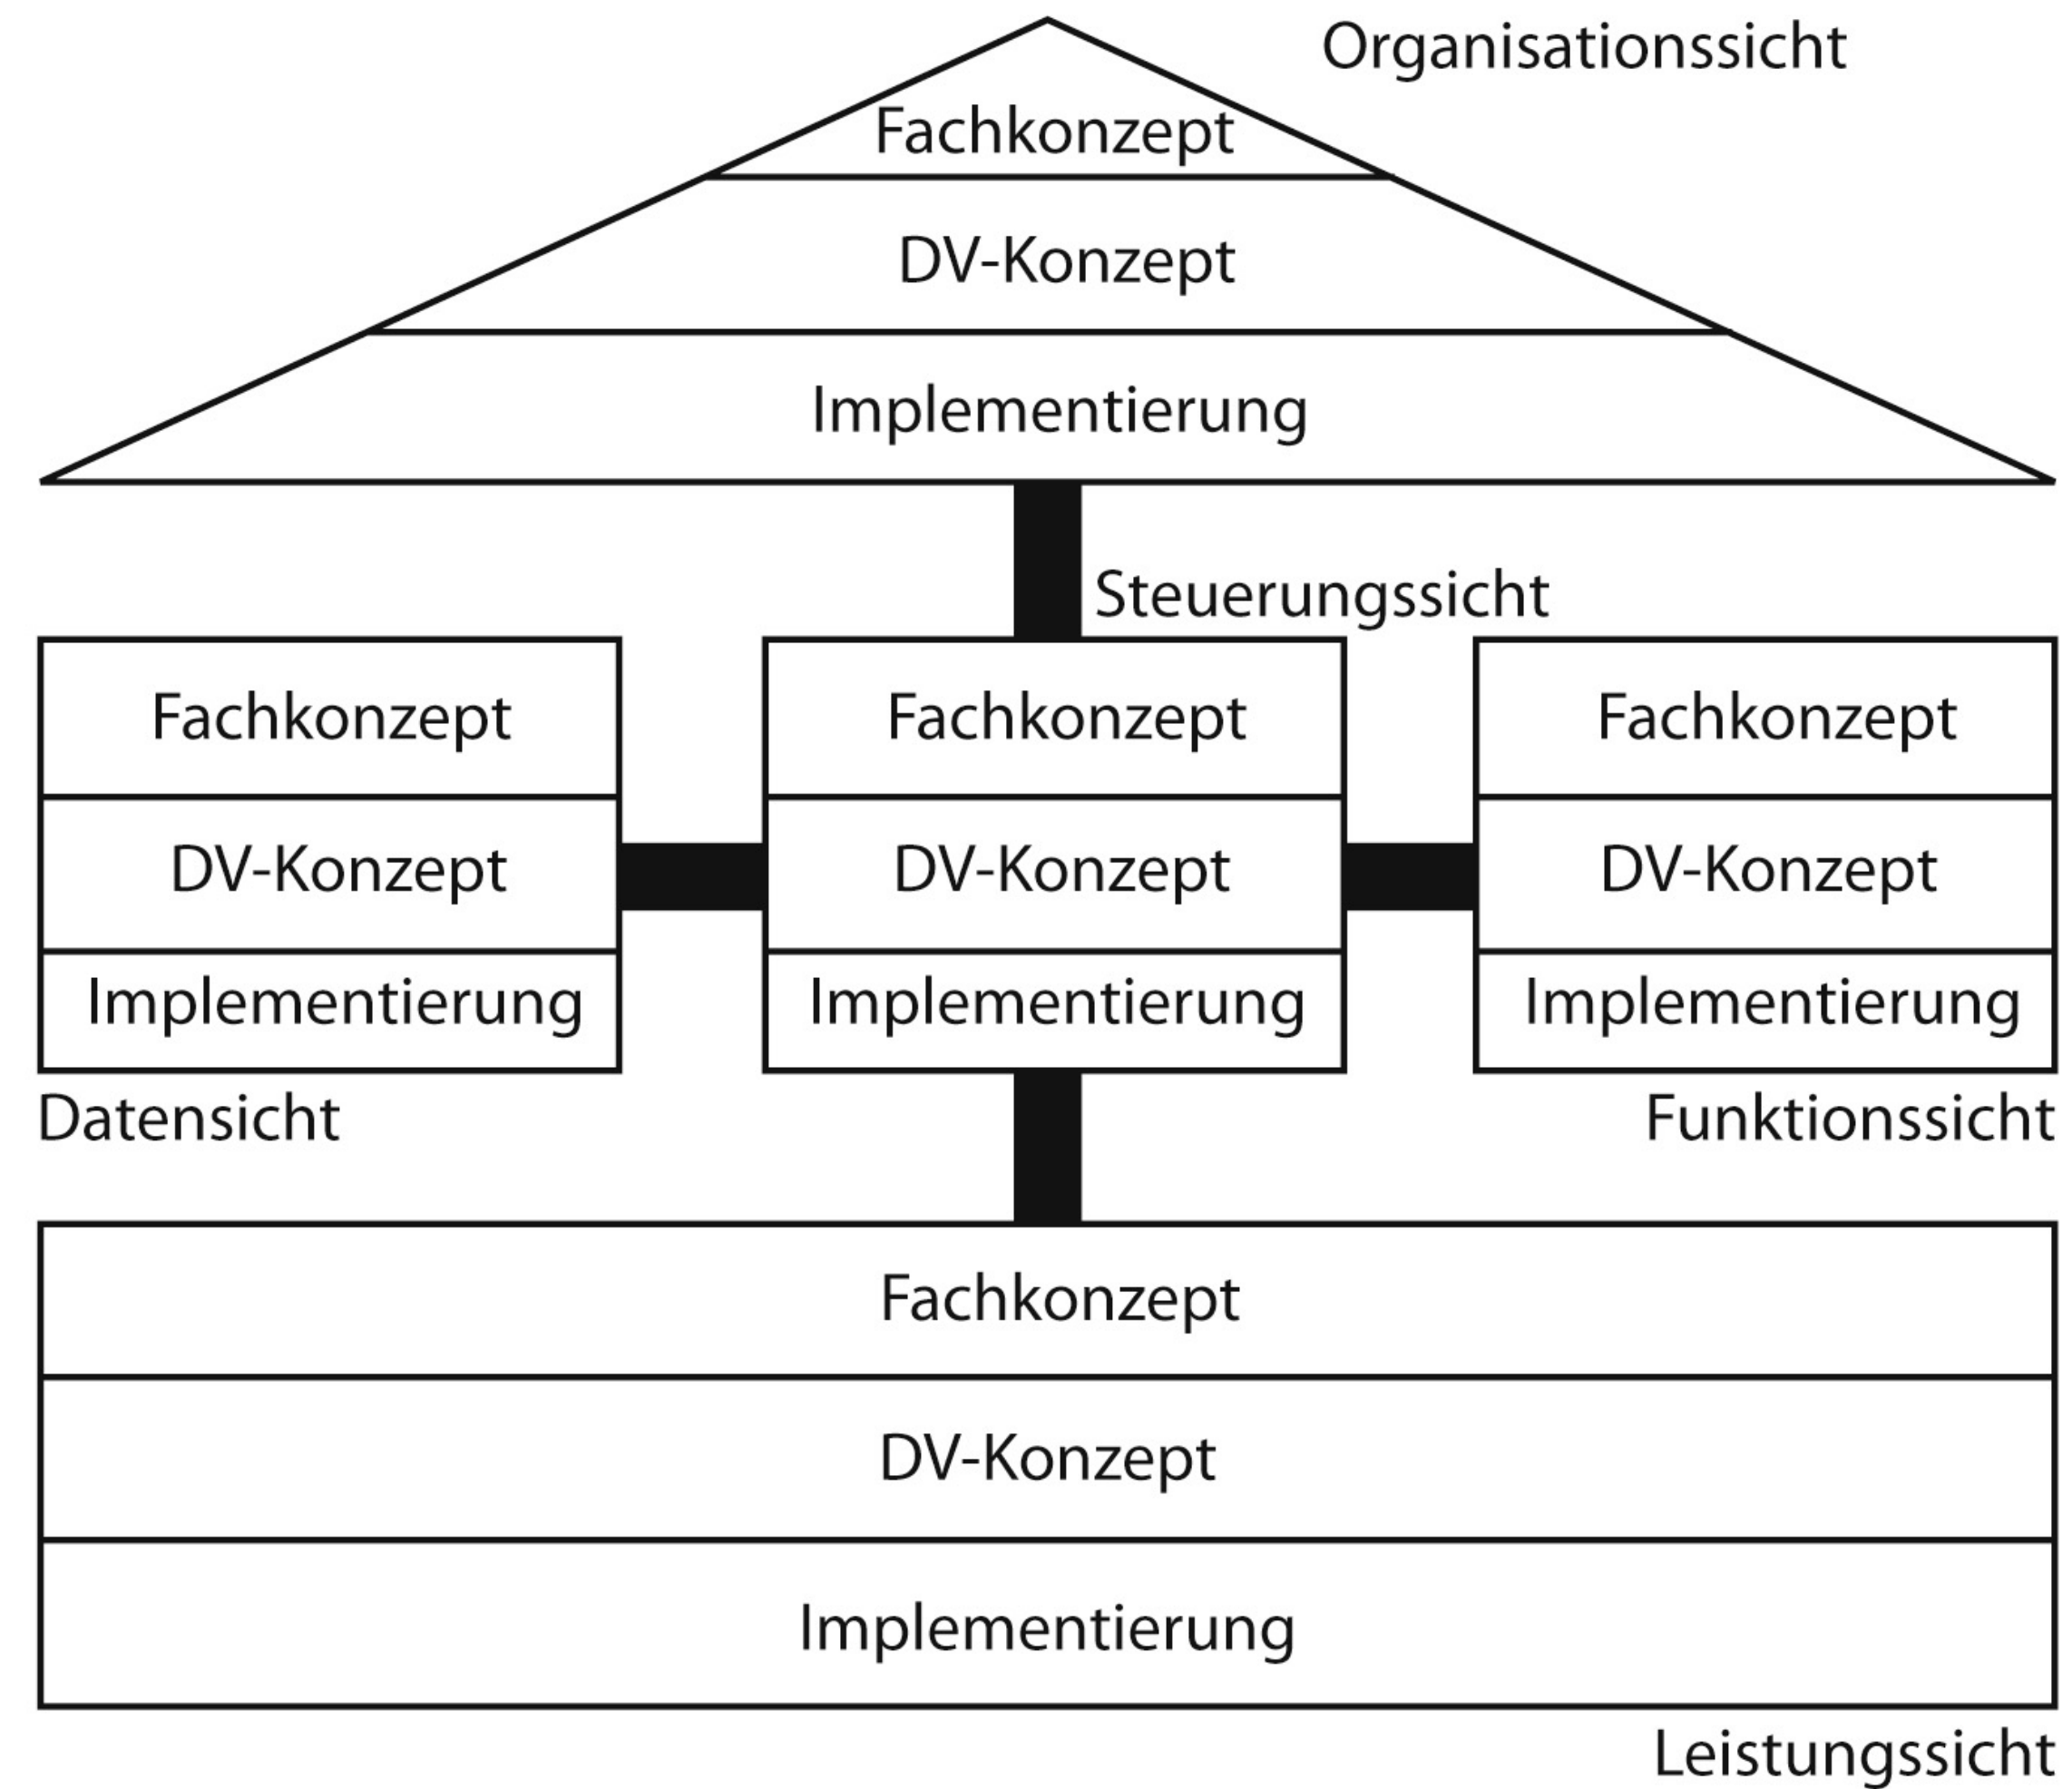 Organisationssicht
Fachkonzept
DV-Konzept
Implementierung
Steuerungssicht
Fachkonzept
Fachkonzept
Fachkonzept
DV-Konzept
DV-Konzept
DV-Konzept
Implementierung
Implementierung
Implementierung
Datensicht
Funktionssicht
Fachkonzept
DV-Konzept
Implementierung
Leistungssicht